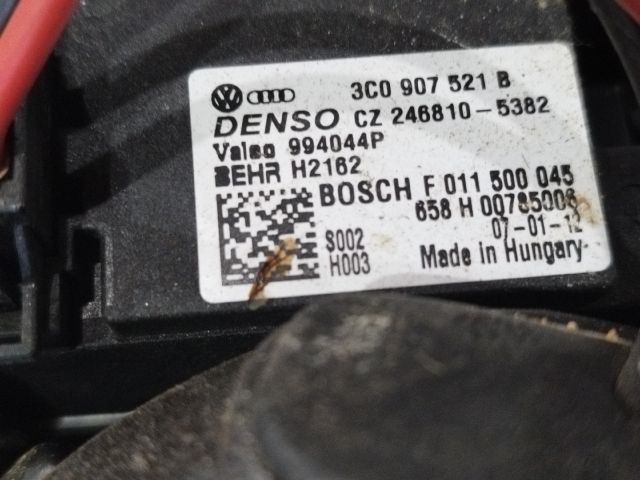 3C0 907 521 B
DENSO CZ 246810-5382
Valeo 994044P
BEHR H2162
BOSCH F 011 500 045
658 H 00785006
07-01-12
S002
H003
Made in Hungary